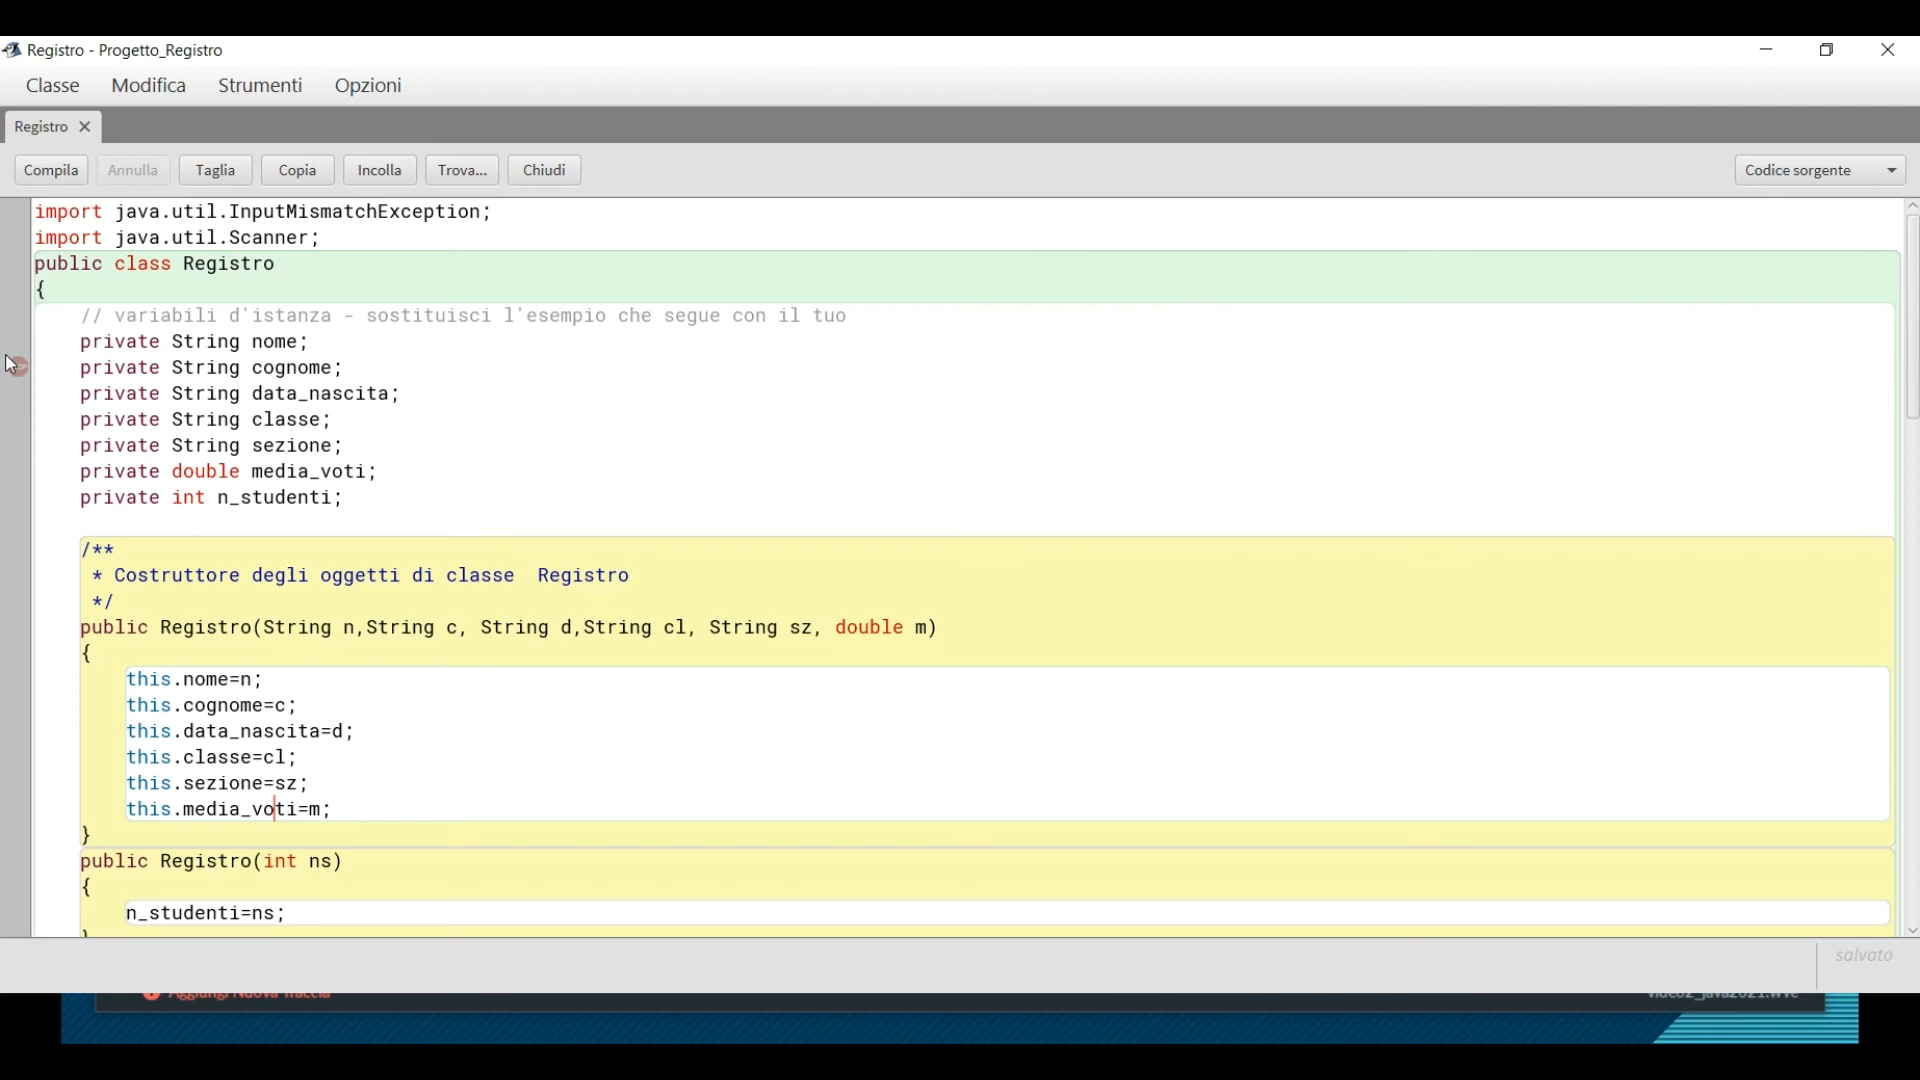 Registro - Progetto_Registro
Classe Modifica Strumenti Opzioni
Registro
Compila Annulla Taglia Copia Incolla Trova... Chiudi Codice sorgente
import java.util.InputMismatchException;
import java.util.Scanner;
public class Registro
{
// variabili d'istanza - sostituisci l'esempio che segue con il tuo
private String nome;
private String cognome;
private String data_nascita;
private String classe;
private String sezione;
private double media_voti;
private int n_studenti;
/**
* Costruttore degli oggetti di classe  Registro
*/
public Registro(String n,String c, String d,String cl, String sz, double m)
{
this.nome=n;
this.cognome=c;
this.data_nascita=d;
this.classe=cl;
this.sezione=sz;
this.media_voti=m;
}
public Registro(int ns)
{
n_studenti=ns;
salvato
Aggiungi Nuova Traccia
video2_java2021.wve